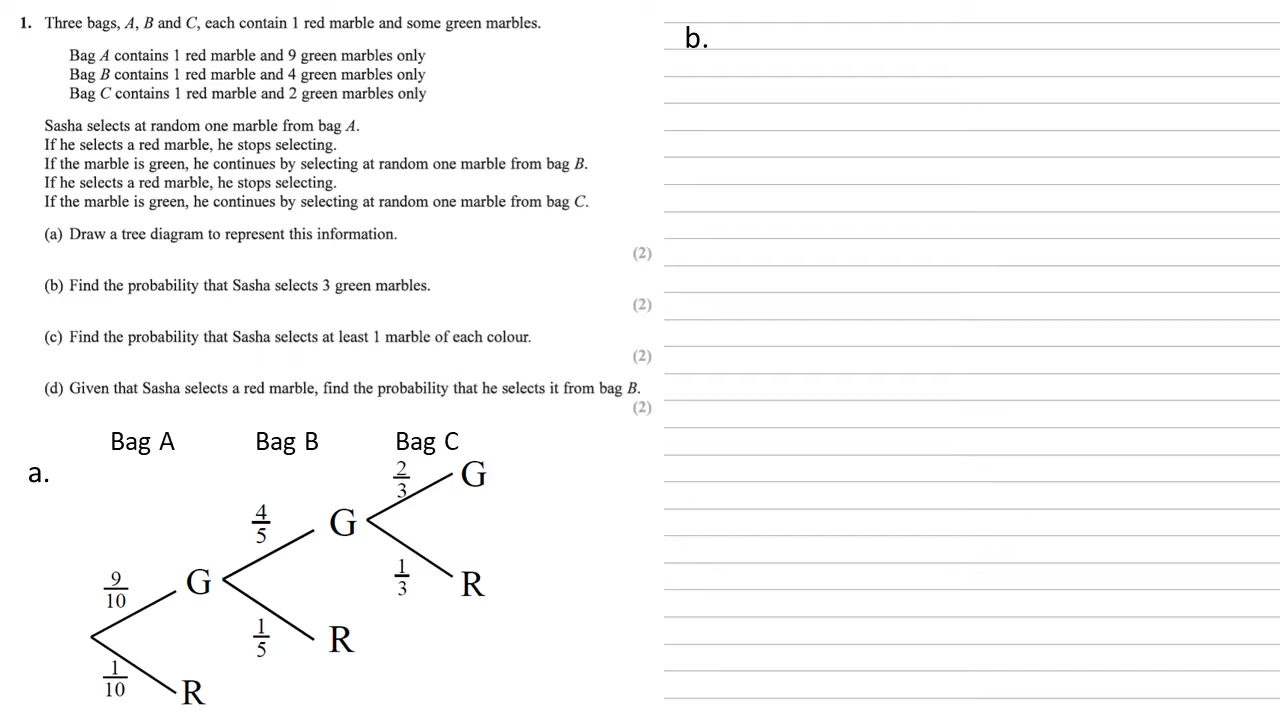 1. Three bags, A, B and C, each contain 1 red marble and some green marbles.
Bag A contains 1 red marble and 9 green marbles only
Bag B contains 1 red marble and 4 green marbles only
Bag C contains 1 red marble and 2 green marbles only
Sasha selects at random one marble from bag A.
If he selects a red marble, he stops selecting.
If the marble is green, he continues by selecting at random one marble from bag B.
If he selects a red marble, he stops selecting.
If the marble is green, he continues by selecting at random one marble from bag C.
(a) Draw a tree diagram to represent this information.
(2)
(b) Find the probability that Sasha selects 3 green marbles.
(2)
(c) Find the probability that Sasha selects at least 1 marble of each colour.
(2)
(d) Given that Sasha selects a red marble, find the probability that he selects it from bag B.
(2)
Bag A Bag B Bag C
a.
2/3 G
4/5 G
1/3 R
9/10 G
1/5 R
1/10 R
b.